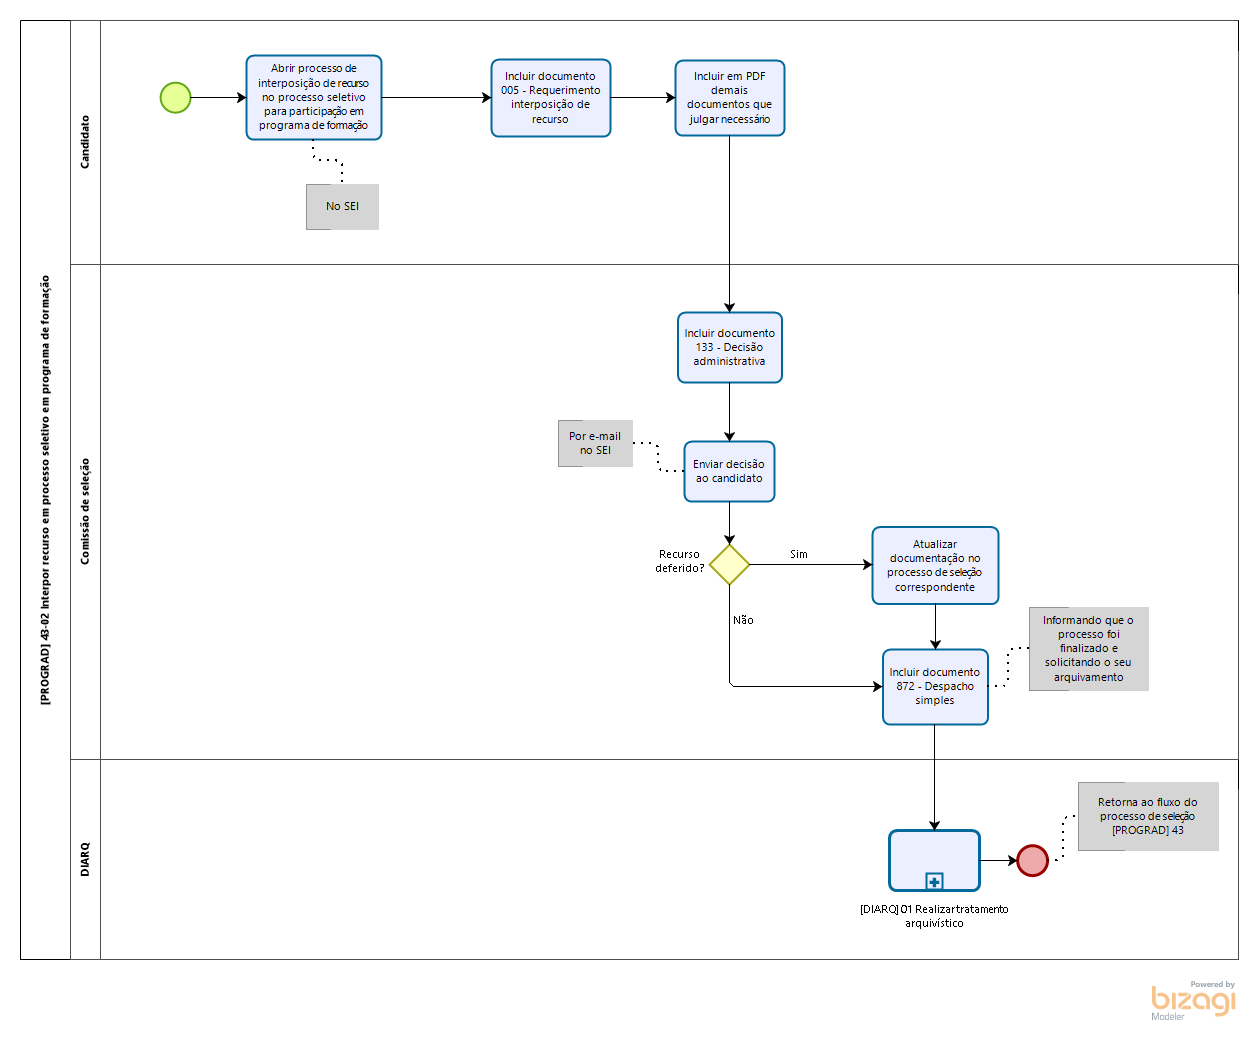 [PROGRAD] 43-02 Interpor recurso em processo seletivo em programa de formação
Candidato
Abrir processo de
interposição de recurso
no processo seletivo
para participação em
programa de formação
No SEI
Incluir documento
005 - Requerimento
interposição de
recurso
Incluir em PDF
demais
documentos que
julgar necessário
Comissão de seleção
Incluir documento
133 - Decisão
administrativa
Por e-mail
no SEI
Enviar decisão
ao candidato
Recurso
deferido?
Sim
Não
Atualizar
documentação no
processo de seleção
correspondente
Informando que o
processo foi
finalizado e
solicitando o seu
arquivamento
Incluir documento
872 - Despacho
simples
DIARQ
Retorna ao fluxo do
processo de seleção
[PROGRAD] 43
[DIARQ] 01 Realizar tratamento
arquivístico
Powered by
bizagi
Modeler